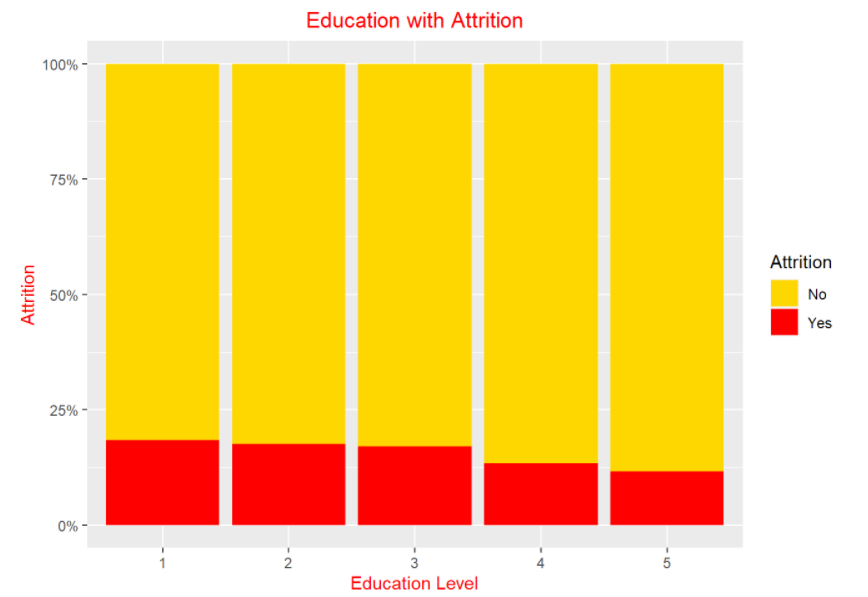 Education with Attrition
100%
75%
50%
25%
0%
Attrition
1 2 3 4 5
Education Level
Attrition
No
Yes